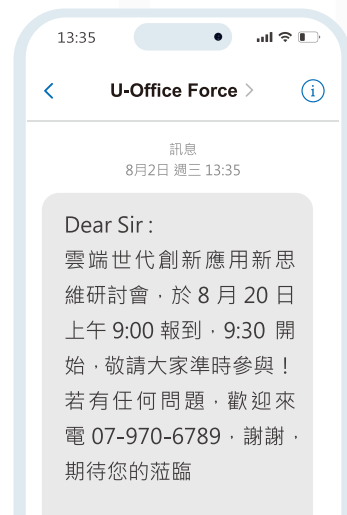 13:35
U-Office Force
訊息
8月2日 週三 13:35
Dear Sir :
雲端世代創新應用新思
維研討會，於 8 月 20 日
上午 9:00 報到，9:30 開
始，敬請大家準時參與！
若有任何問題，歡迎來
電 07-970-6789，謝謝，
期待您的蒞臨